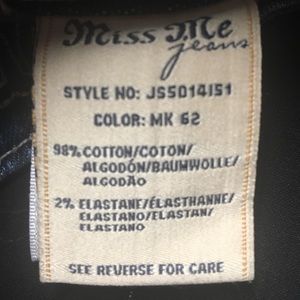 Miss Me
jeans
STYLE NO: JS5014151
COLOR: MK 62
98% COTTON/COTON/
ALGODÓN/BAUMWOLLE/
ALGODÃO
2% ELASTANE/ÉLASTHANNE/
ELASTANO/ELASTAN/
ELASTANO
SEE REVERSE FOR CARE